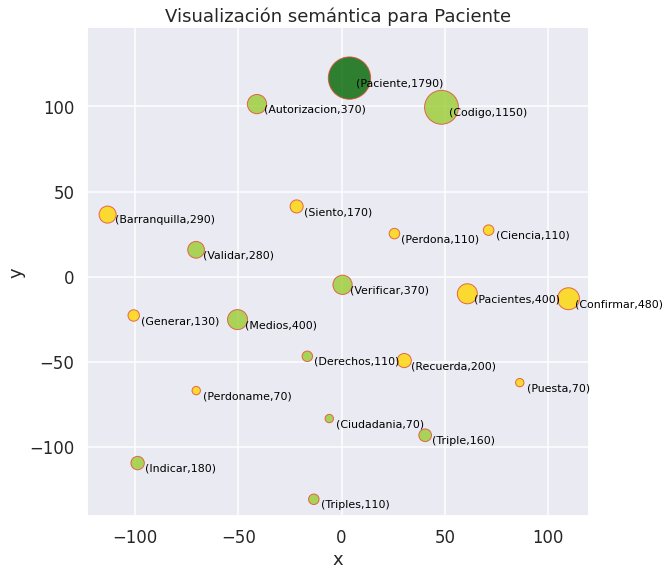 Visualización semántica para Paciente
(Paciente,1790)
(Autorizacion,370)
(Codigo,1150)
100
(Siento,170)
(Barranquilla,290)
50
(Perdona,110)
(Ciencia,110)
(Validar,280)
y
0
(Verificar,370)
(Pacientes,400)
(Confirmar,480)
(Generar,130)
(Medios,400)
−50
(Derechos,110)
(Recuerda,200)
(Puesta,70)
(Perdoname,70)
(Ciudadania,70)
−100
(Triple,160)
(Indicar,180)
(Triples,110)
−100 −50 0 50 100
x